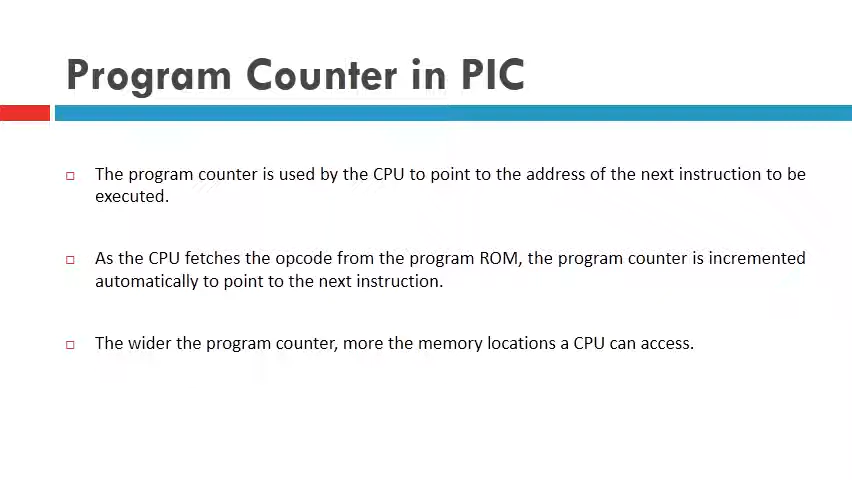 Program Counter in PIC
The program counter is used by the CPU to point to the address of the next instruction to be
executed.
As the CPU fetches the opcode from the program ROM, the program counter is incremented
automatically to point to the next instruction.
The wider the program counter, more the memory locations a CPU can access.